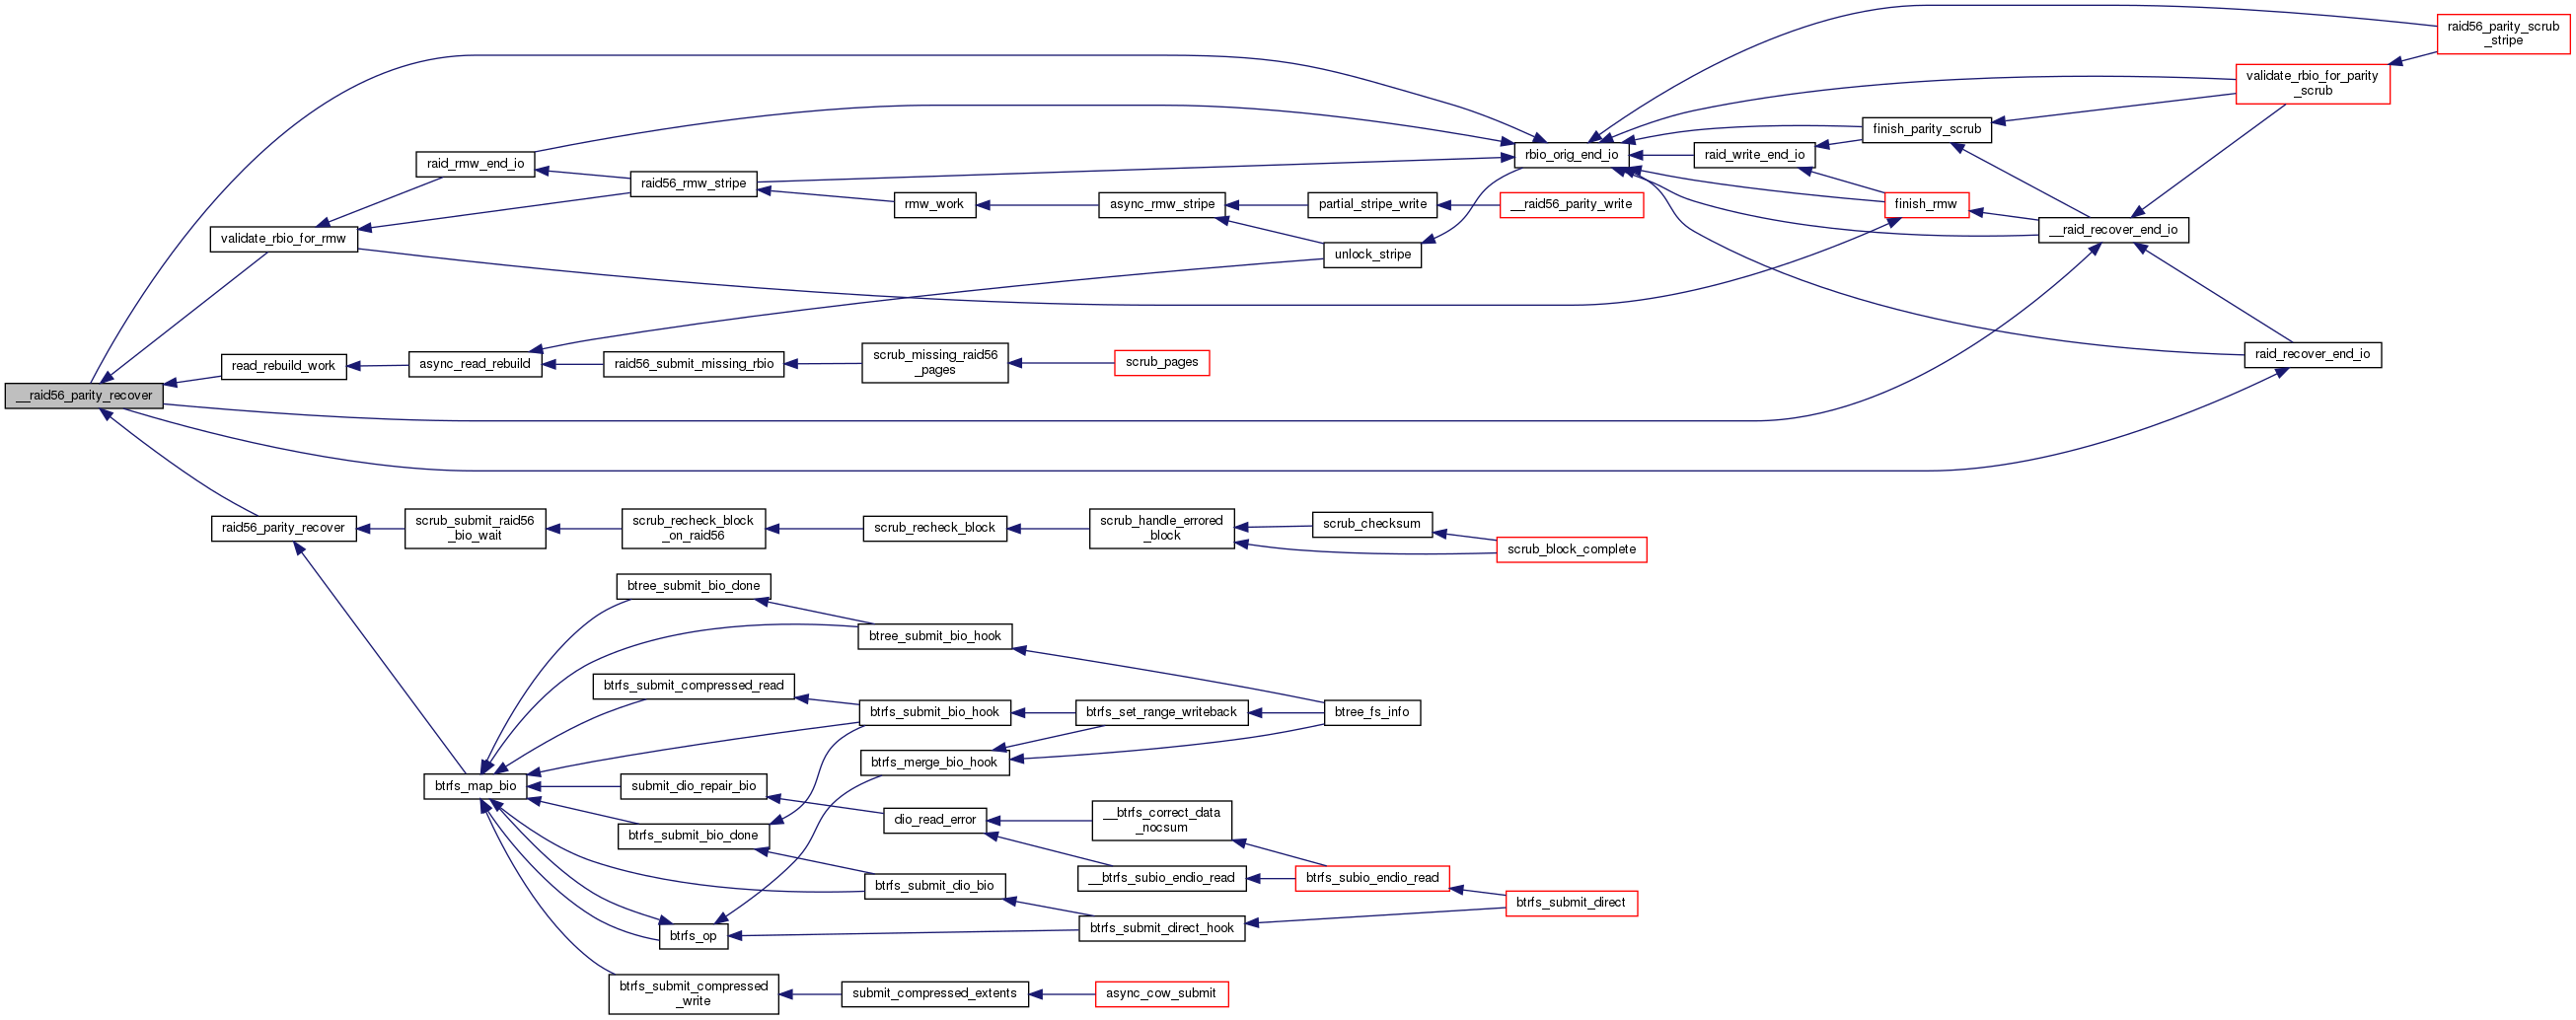 raid56_parity_scrub
_stripe
validate_rbio_for_parity
_scrub
finish_parity_scrub
raid_rmw_end_io
rbio_orig_end_io
raid_write_end_io
raid56_rmw_stripe
rmw_work
async_rmw_stripe
partial_stripe_write
__raid56_parity_write
finish_rmw
validate_rbio_for_rmw
unlock_stripe
__raid_recover_end_io
read_rebuild_work
async_read_rebuild
raid56_submit_missing_rbio
scrub_missing_raid56
_pages
scrub_pages
raid_recover_end_io
__raid56_parity_recover
raid56_parity_recover
scrub_submit_raid56
_bio_wait
scrub_recheck_block
_on_raid56
scrub_recheck_block
scrub_handle_errored
_block
scrub_checksum
scrub_block_complete
btree_submit_bio_done
btree_submit_bio_hook
btrfs_submit_compressed_read
btrfs_submit_bio_hook
btrfs_set_range_writeback
btree_fs_info
btrfs_merge_bio_hook
btrfs_map_bio
submit_dio_repair_bio
btrfs_submit_bio_done
dio_read_error
__btrfs_correct_data
_nocsum
__btrfs_subio_endio_read
btrfs_subio_endio_read
btrfs_submit_dio_bio
btrfs_submit_direct
btrfs_op
btrfs_submit_direct_hook
btrfs_submit_compressed
_write
submit_compressed_extents
async_cow_submit